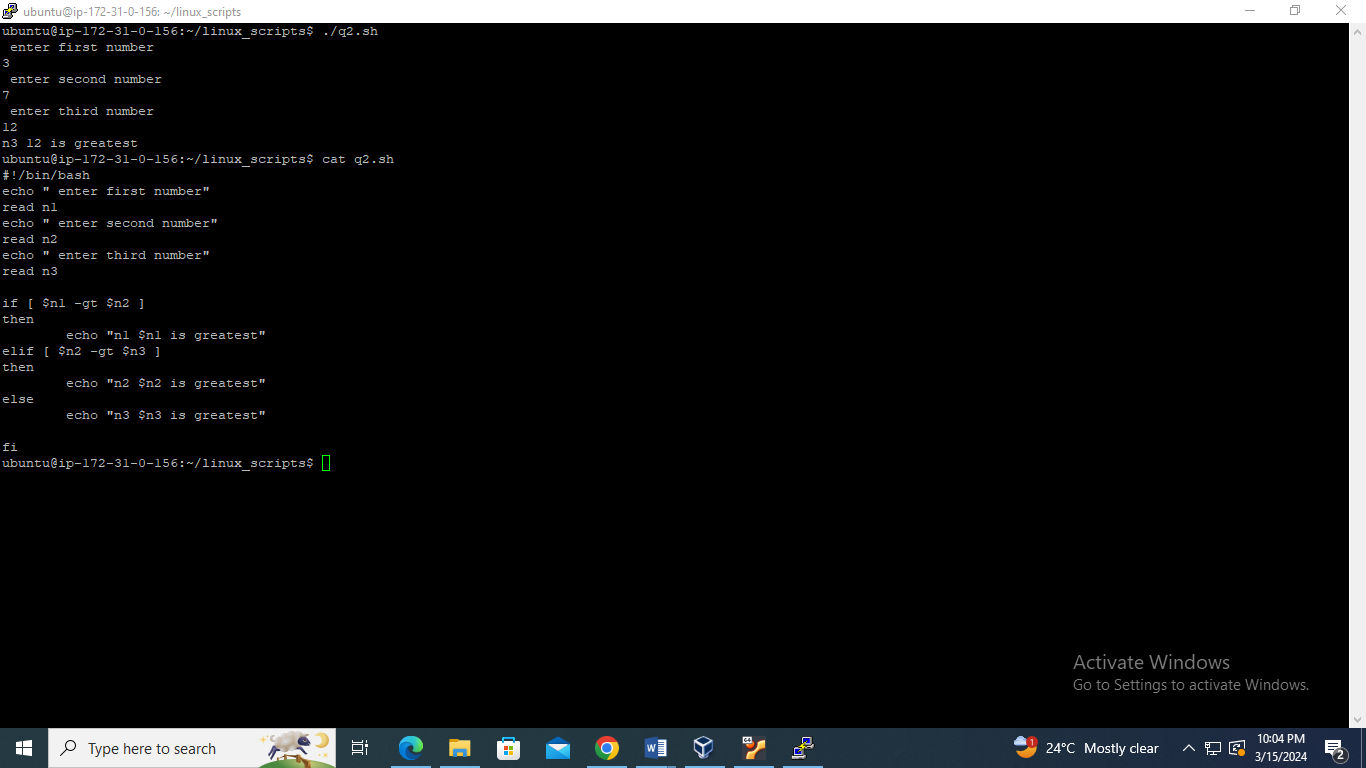 ubuntu@ip-172-31-0-156: ~/linux_scripts
ubuntu@ip-172-31-0-156:~/linux_scripts$ ./q2.sh
 enter first number
3
 enter second number
7
 enter third number
12
n3 12 is greatest
ubuntu@ip-172-31-0-156:~/linux_scripts$ cat q2.sh
#!/bin/bash
echo " enter first number"
read n1
echo " enter second number"
read n2
echo " enter third number"
read n3

if [ $n1 -gt $n2 ]
then
        echo "n1 $n1 is greatest"
elif [ $n2 -gt $n3 ]
then
        echo "n2 $n2 is greatest"
else
        echo "n3 $n3 is greatest"

fi
ubuntu@ip-172-31-0-156:~/linux_scripts$
Activate Windows
Go to Settings to activate Windows.
Type here to search
64
1
24°C Mostly clear
10:04 PM
3/15/2024
2